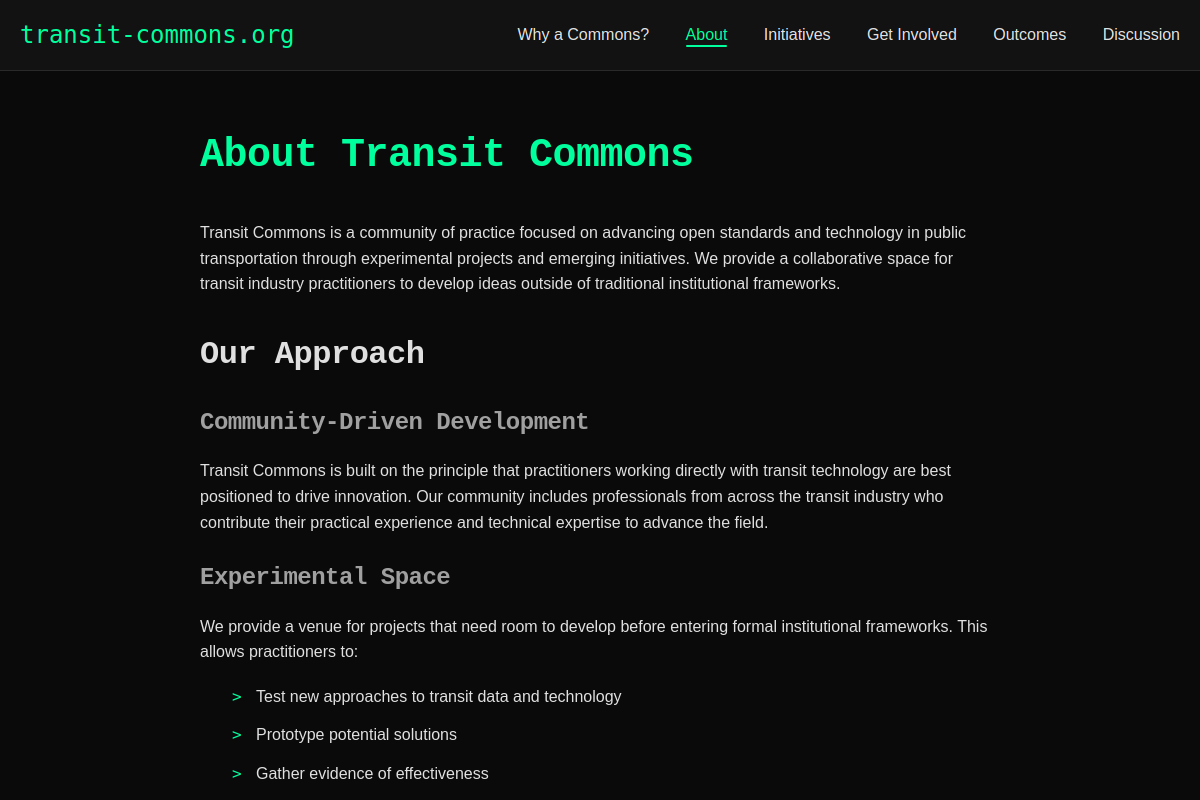 transit-commons.org
Why a Commons?
About
Initiatives
Get Involved
Outcomes
Discussion
About Transit Commons
Transit Commons is a community of practice focused on advancing open standards and technology in public
transportation through experimental projects and emerging initiatives. We provide a collaborative space for
transit industry practitioners to develop ideas outside of traditional institutional frameworks.
Our Approach
Community-Driven Development
Transit Commons is built on the principle that practitioners working directly with transit technology are best
positioned to drive innovation. Our community includes professionals from across the transit industry who
contribute their practical experience and technical expertise to advance the field.
Experimental Space
We provide a venue for projects that need room to develop before entering formal institutional frameworks. This
allows practitioners to:
> Test new approaches to transit data and technology
> Prototype potential solutions
> Gather evidence of effectiveness